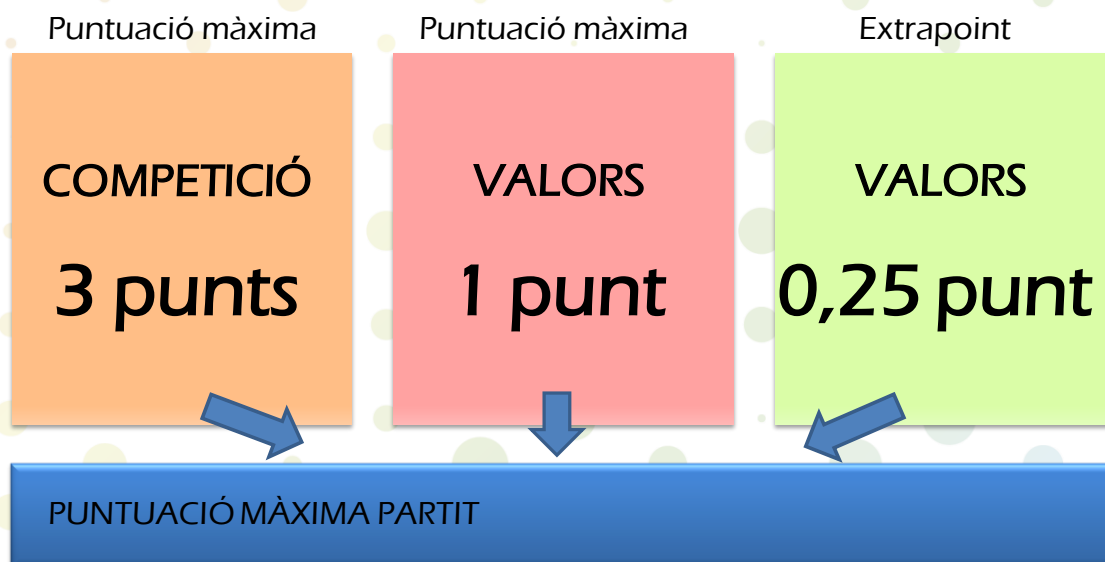 Puntuació màxima
COMPETICIÓ
3 punts
Puntuació màxima
VALORS
1 punt
Extrapoint
VALORS
0,25 punt
PUNTUACIÓ MÀXIMA PARTIT